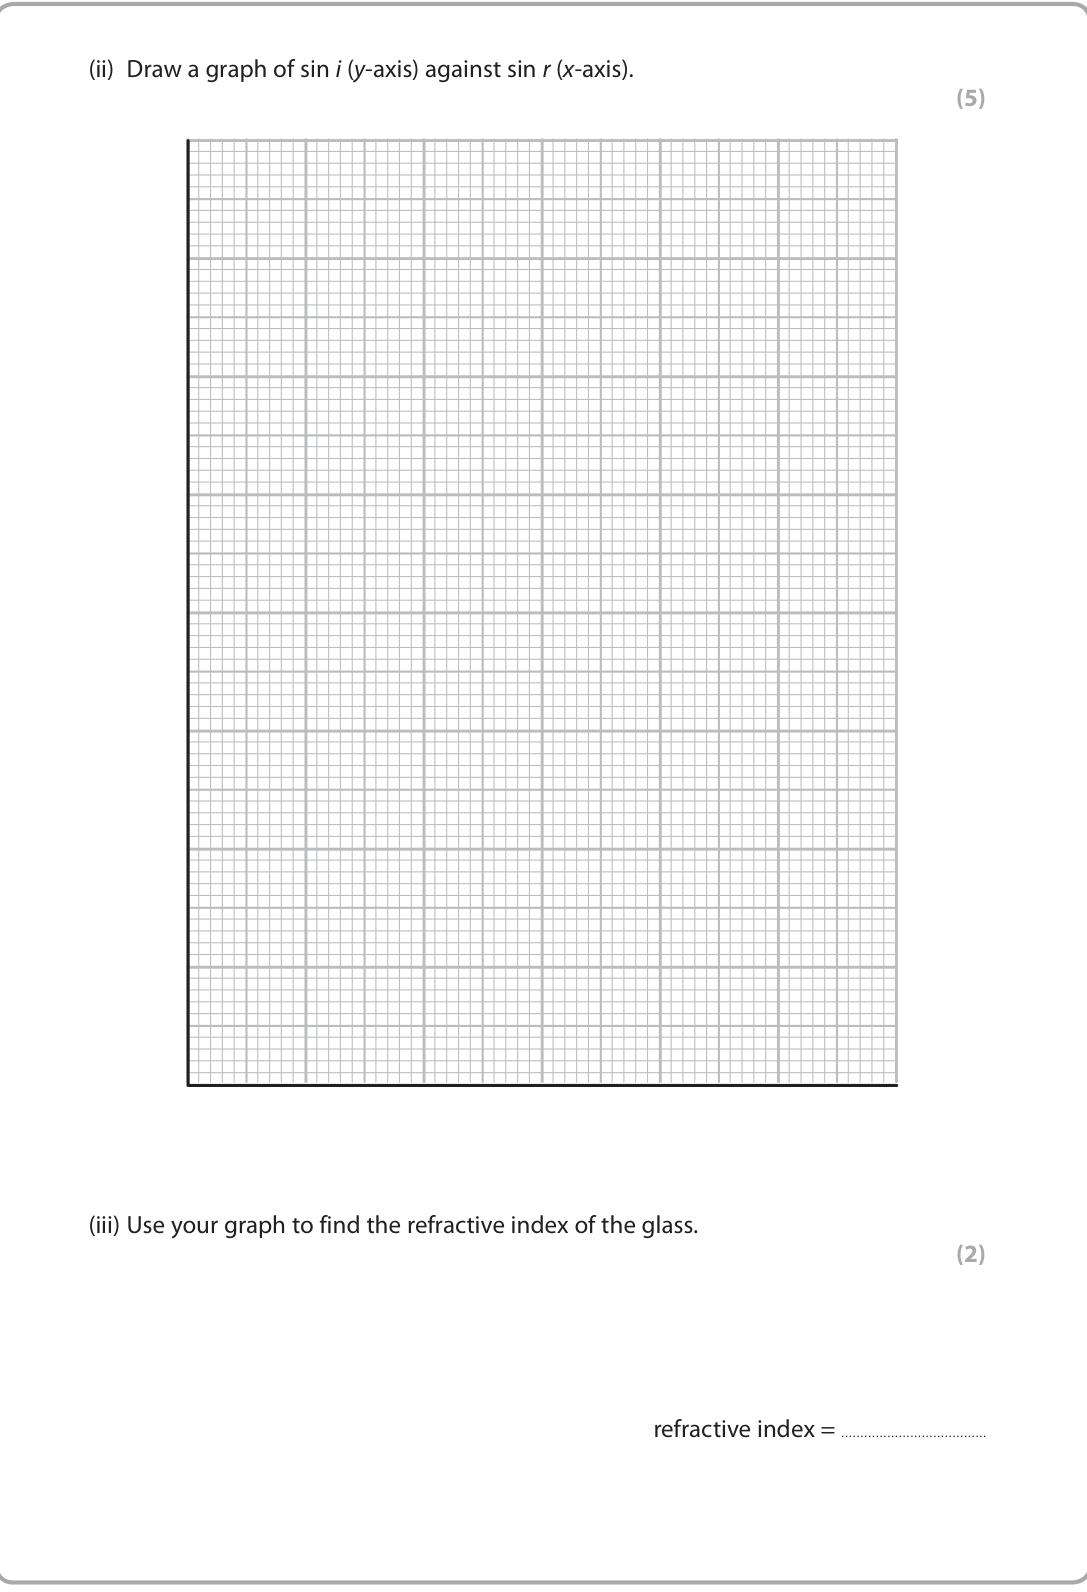 (ii) Draw a graph of sin i (y-axis) against sin r (x-axis).
(5)
(iii) Use your graph to find the refractive index of the glass.
(2)
refractive index = ......................................